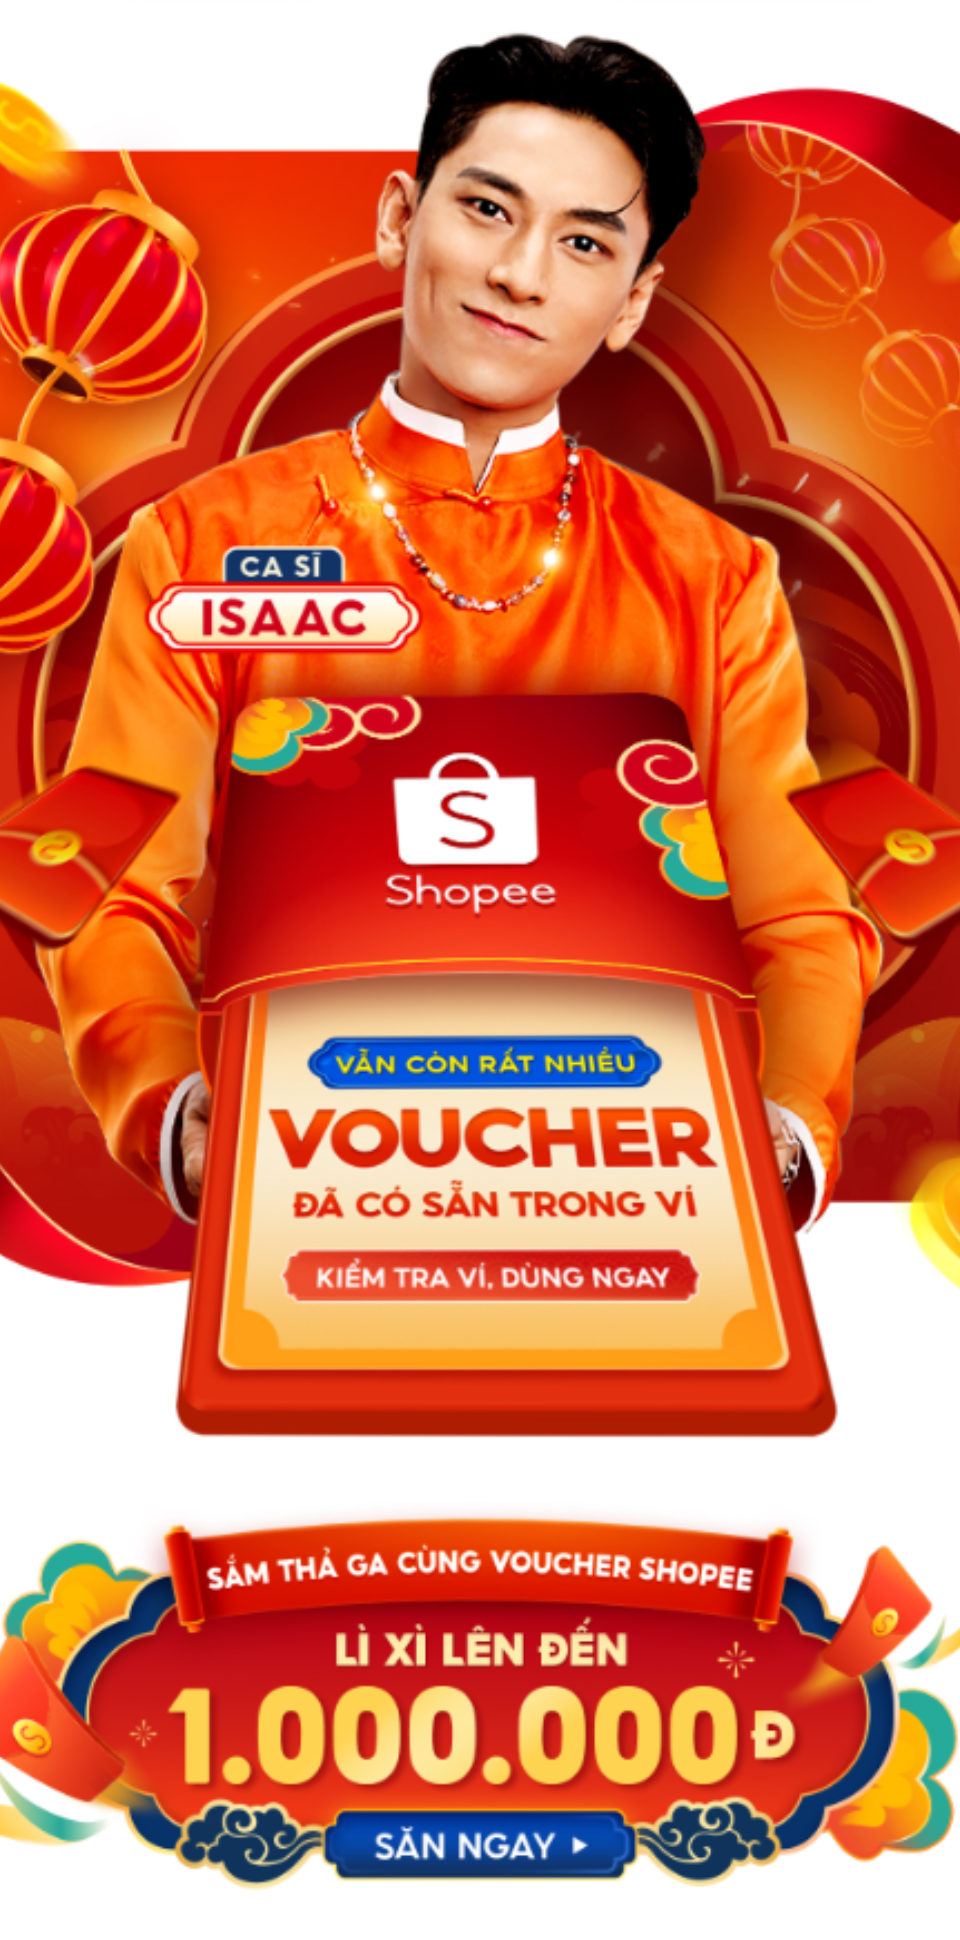 CA SĨ
ISAAC
S
Shopee
VẪN CÒN RẤT NHIỀU
VOUCHER
ĐÃ CÓ SẴN TRONG VÍ
KIỂM TRA VÍ, DÙNG NGAY
SẮM THẢ GA CÙNG VOUCHER SHOPEE
LÌ XÌ LÊN ĐẾN
1.000.000Đ
SĂN NGAY